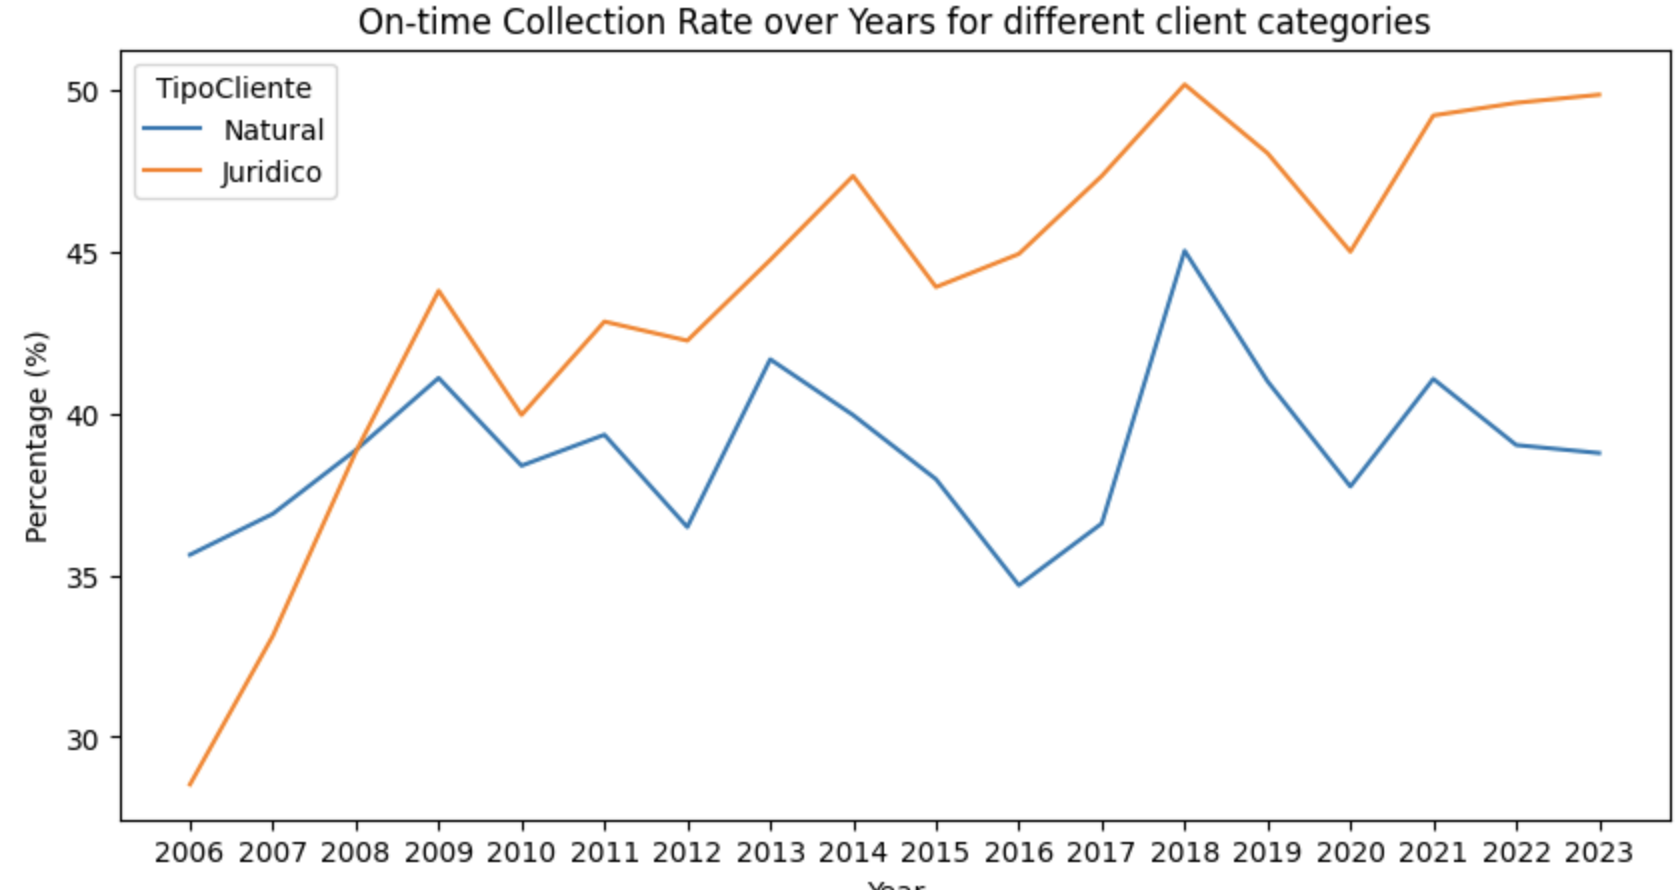 On-time Collection Rate over Years for different client categories
TipoCliente
Natural
Juridico
50
45
40
35
30
Percentage (%)
2006 2007 2008 2009 2010 2011 2012 2013 2014 2015 2016 2017 2018 2019 2020 2021 2022 2023
Year